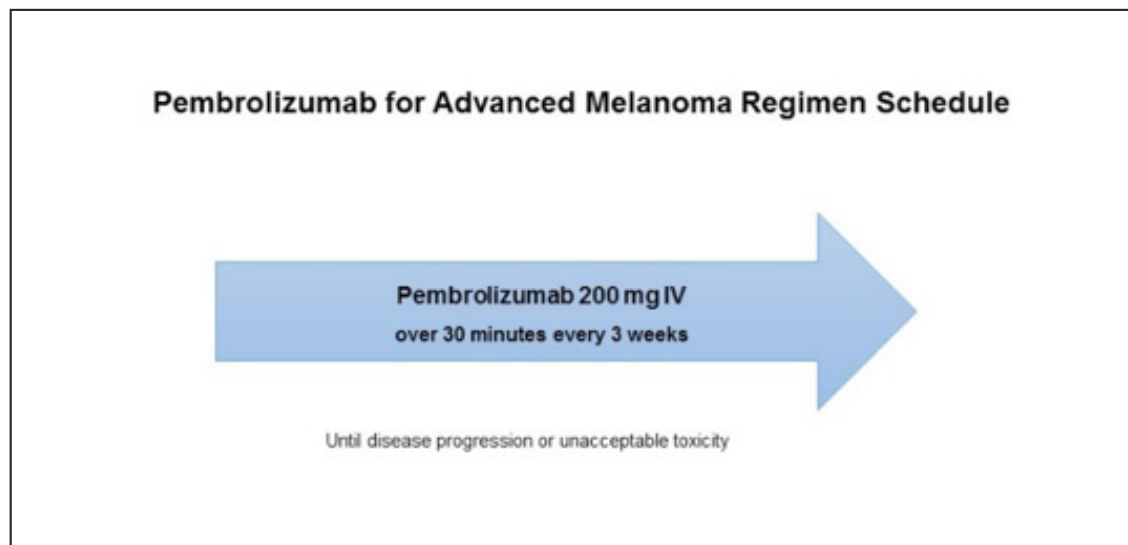 Pembrolizumab for Advanced Melanoma Regimen Schedule
Pembrolizumab 200 mg IV
over 30 minutes every 3 weeks
Until disease progression or unacceptable toxicity